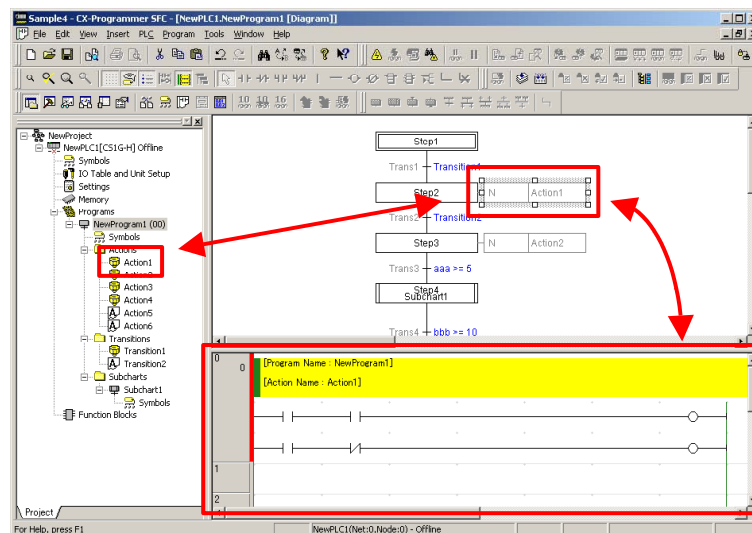 Sample4 - CX-Programmer SFC - [NewPLC1.NewProgram1 [Diagram]]
File Edit View Insert PLC Program Tools Window Help
10 10 16
NewProject
NewPLC1[CS1G-H] Offline
Symbols
IO Table and Unit Setup
Settings
Memory
Programs
NewProgram1 (00)
Symbols
Actions
Action1
Action3
Action4
Action5
Action6
Transitions
Transition1
Transition2
Subcharts
Subchart1
Symbols
Function Blocks
Project
Step1
Trans1 Transition1
Step2 N Action1
Trans2 Transition2
Step3 N Action2
Trans3 aaa >= 5
Step4
Subchart1
Trans4 bbb >= 10
0 0 [Program Name : NewProgram1]
[Action Name : Action1]
1
2
For Help, press F1 NewPLC1(Net:0,Node:0) - Offline